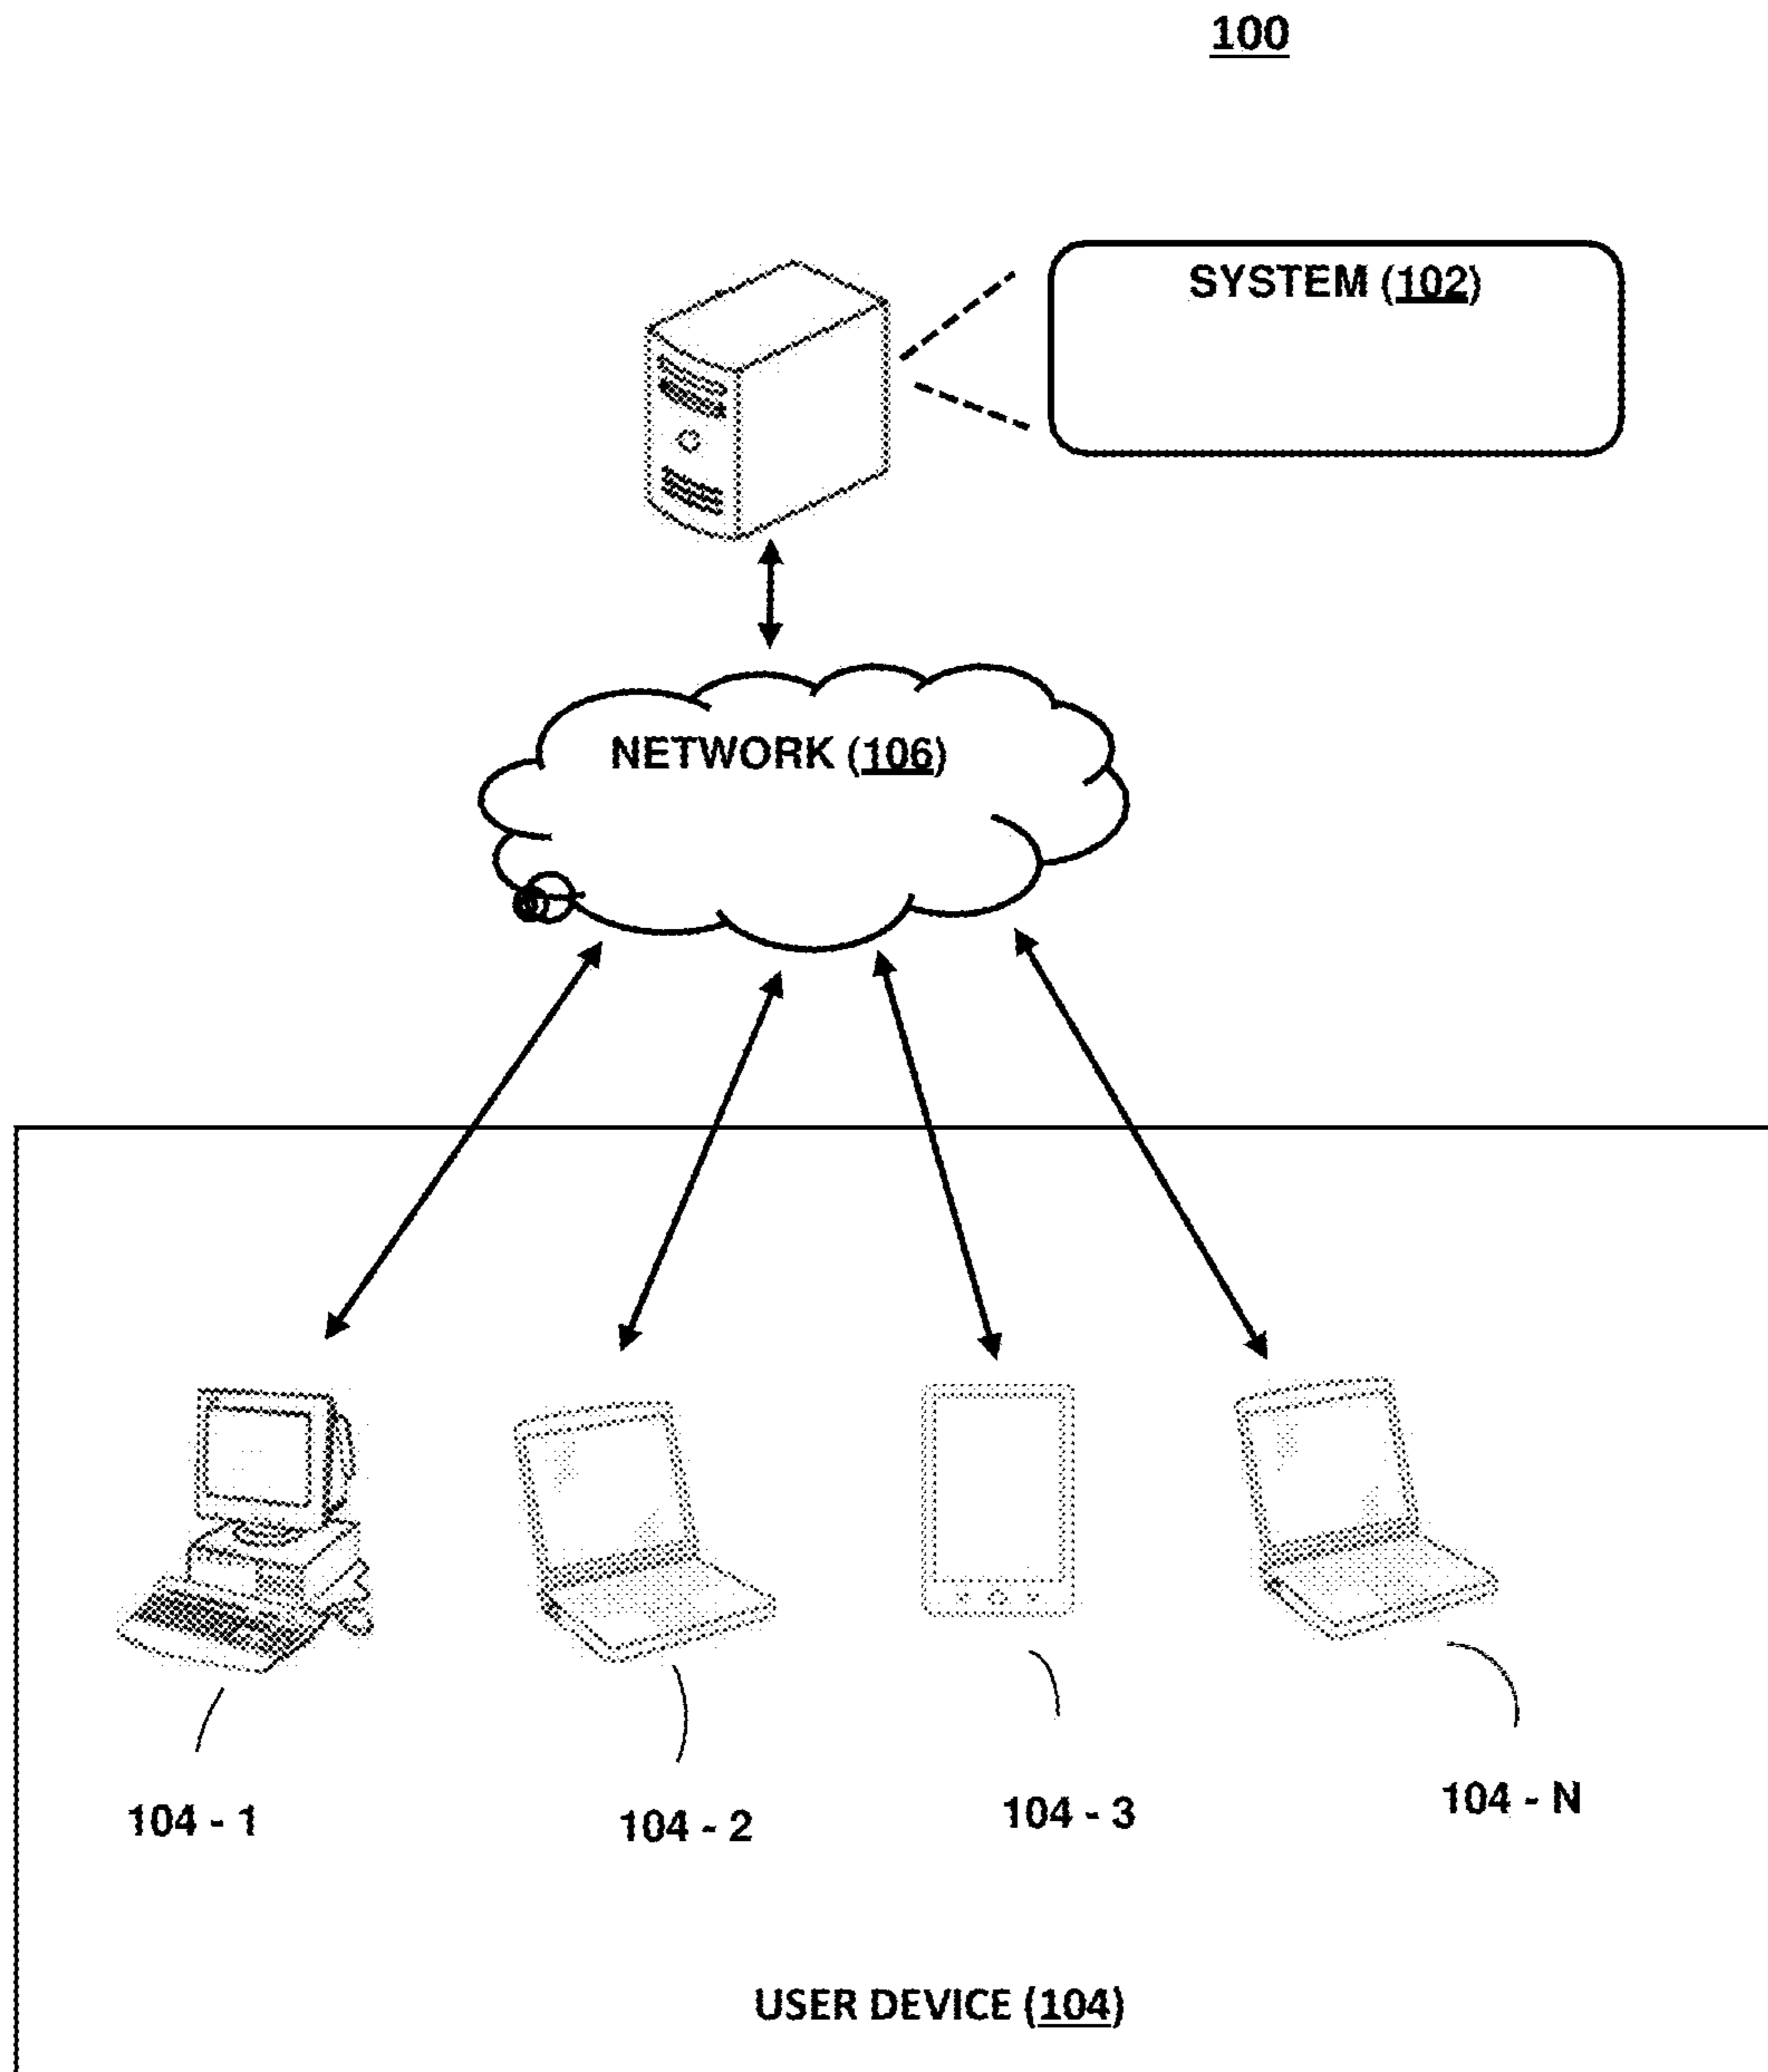 100
SYSTEM (102)
NETWORK (106)
104 - 1
104 - 2
104 - 3
104 - N
USER DEVICE (104)